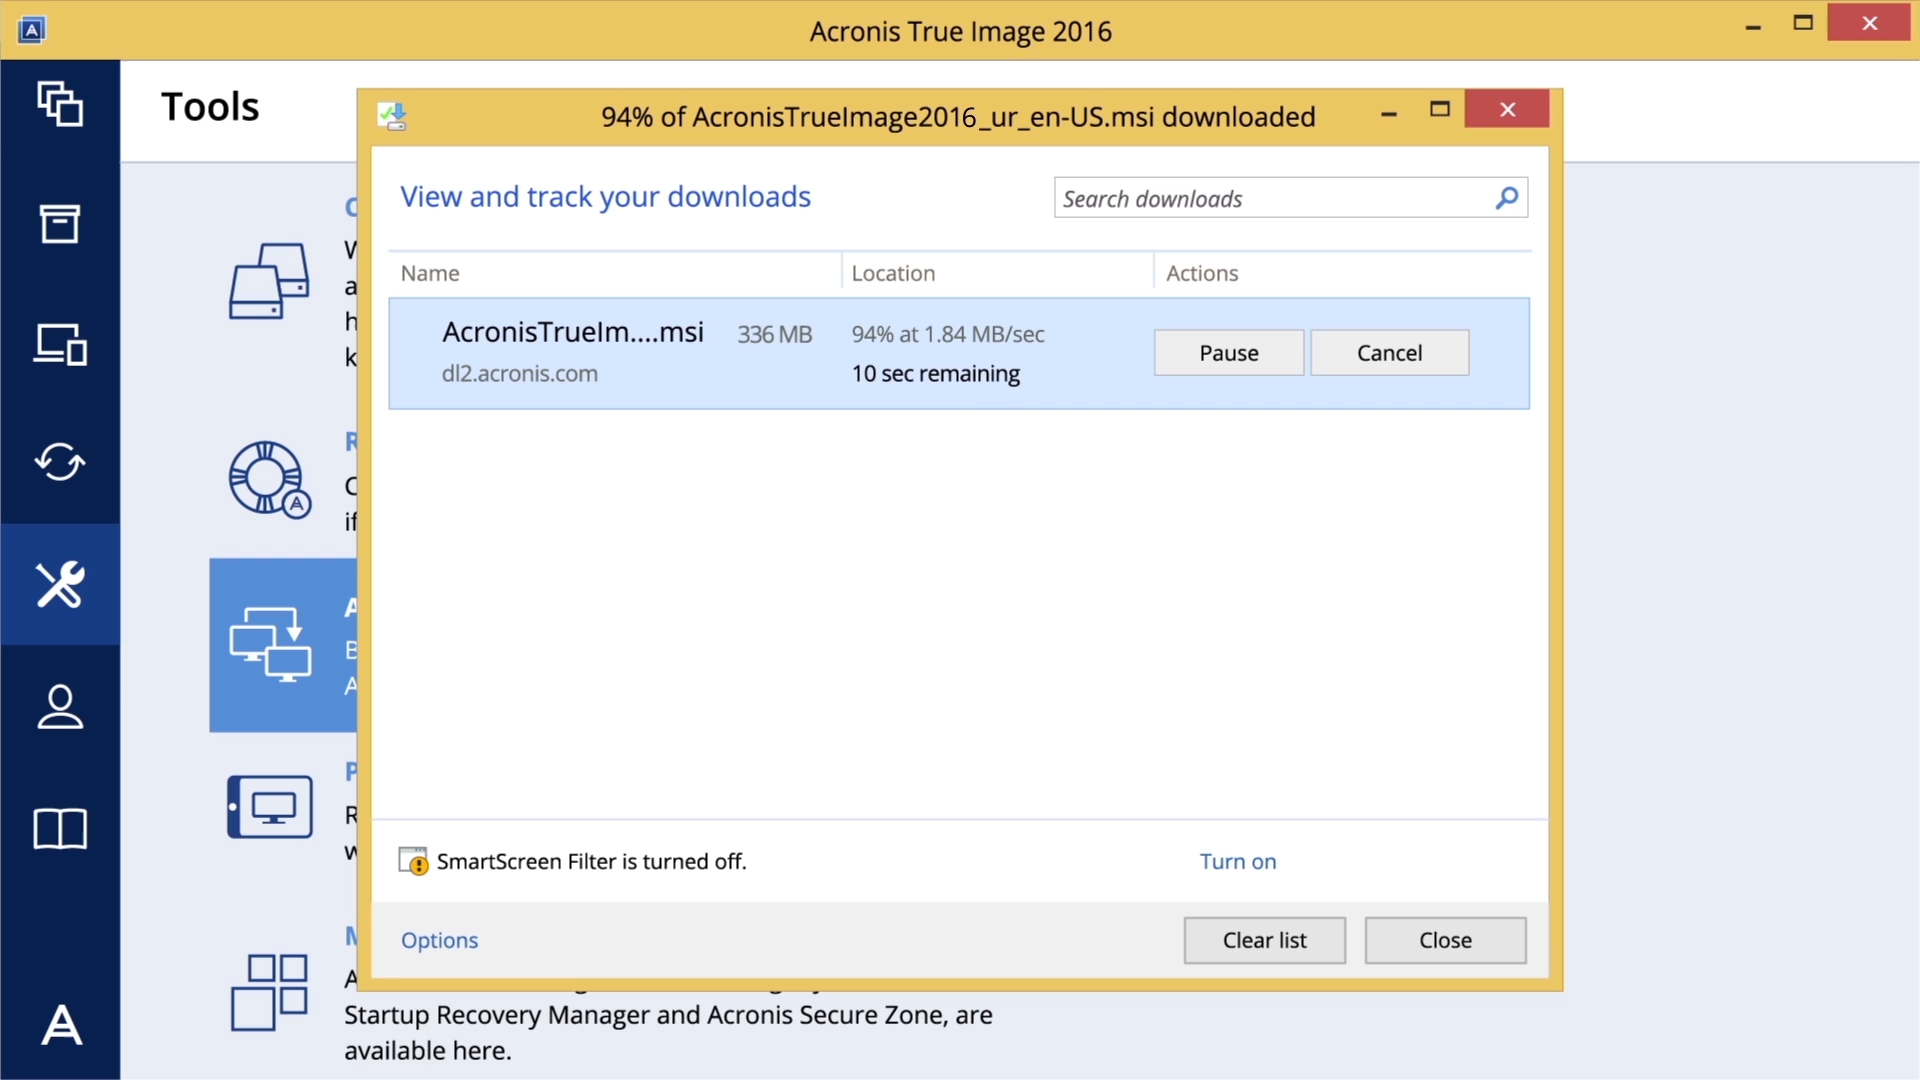 Acronis True Image 2016
Tools
94% of AcronisTrueImage2016_ur_en-US.msi downloaded
View and track your downloads
Search downloads
Name Location Actions
AcronisTrueIm....msi 336 MB 94% at 1.84 MB/sec Pause Cancel
dl2.acronis.com 10 sec remaining
SmartScreen Filter is turned off. Turn on
Options Clear list Close
Startup Recovery Manager and Acronis Secure Zone, are
available here.